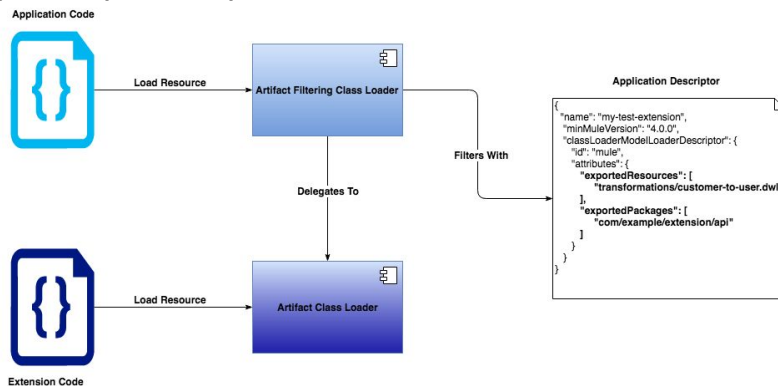 Application Code
Load Resource
Artifact Filtering Class Loader
Application Descriptor
{
"name": "my-test-extension",
"minMuleVersion": "4.0.0",
"classLoaderModelLoaderDescriptor": {
"id": "mule",
"attributes": {
"exportedResources": [
"transformations/customer-to-user.dwl
],
"exportedPackages": [
"com/example/extension/api"
]
}
}
}
Filters With
Delegates To
Load Resource
Artifact Class Loader
Extension Code